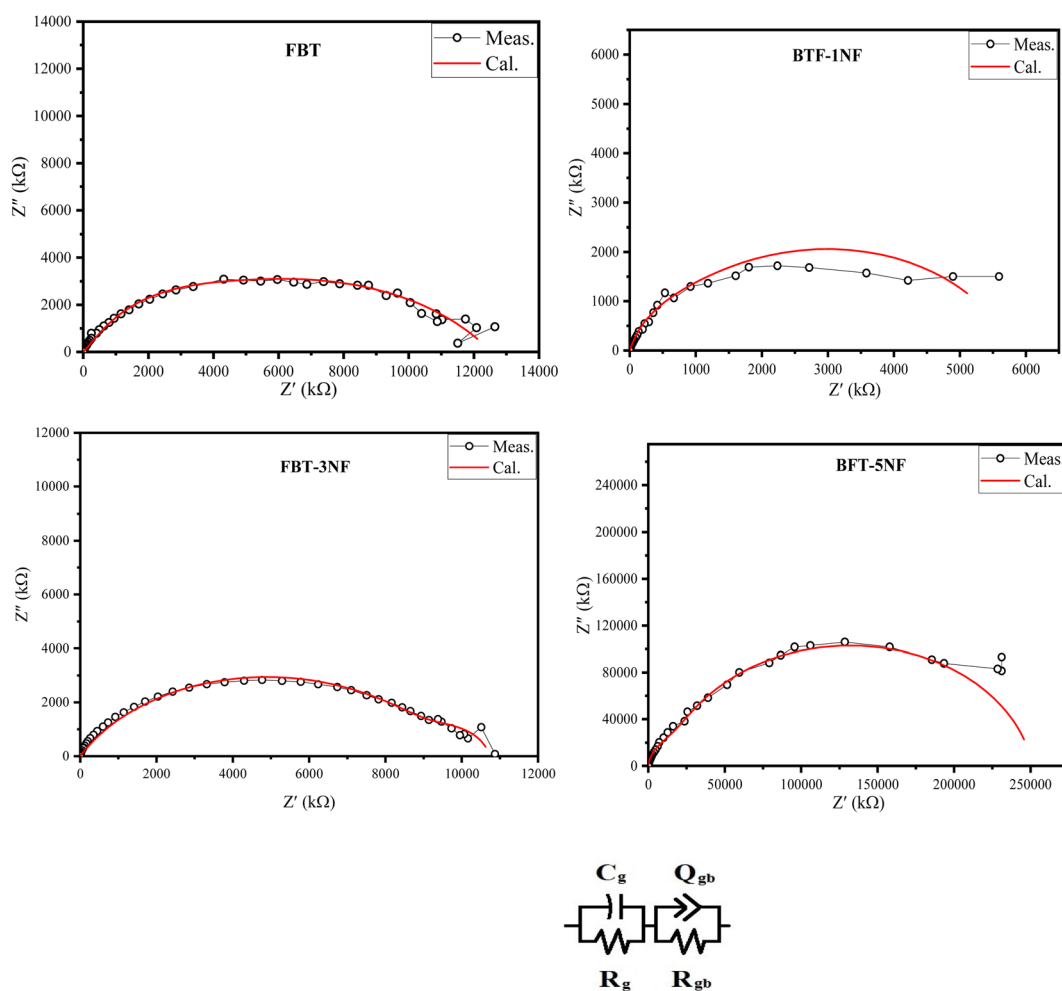 FBT
Meas.
Cal.
14000
12000
10000
8000
6000
4000
2000
0
Z″ (kΩ)
0 2000 4000 6000 8000 10000 12000 14000
Z′ (kΩ)
BTF-1NF
Meas.
Cal.
6000
5000
4000
3000
2000
1000
0
Z″ (kΩ)
0 1000 2000 3000 4000 5000 6000
Z′ (kΩ)
FBT-3NF
Meas.
Cal.
12000
10000
8000
6000
4000
2000
0
Z″ (kΩ)
0 2000 4000 6000 8000 10000 12000
Z′ (kΩ)
BFT-5NF
Meas.
Cal.
240000
200000
160000
120000
80000
40000
0
Z″ (kΩ)
0 50000 100000 150000 200000 250000
Z′ (kΩ)
Cg Qgb
Rg Rgb